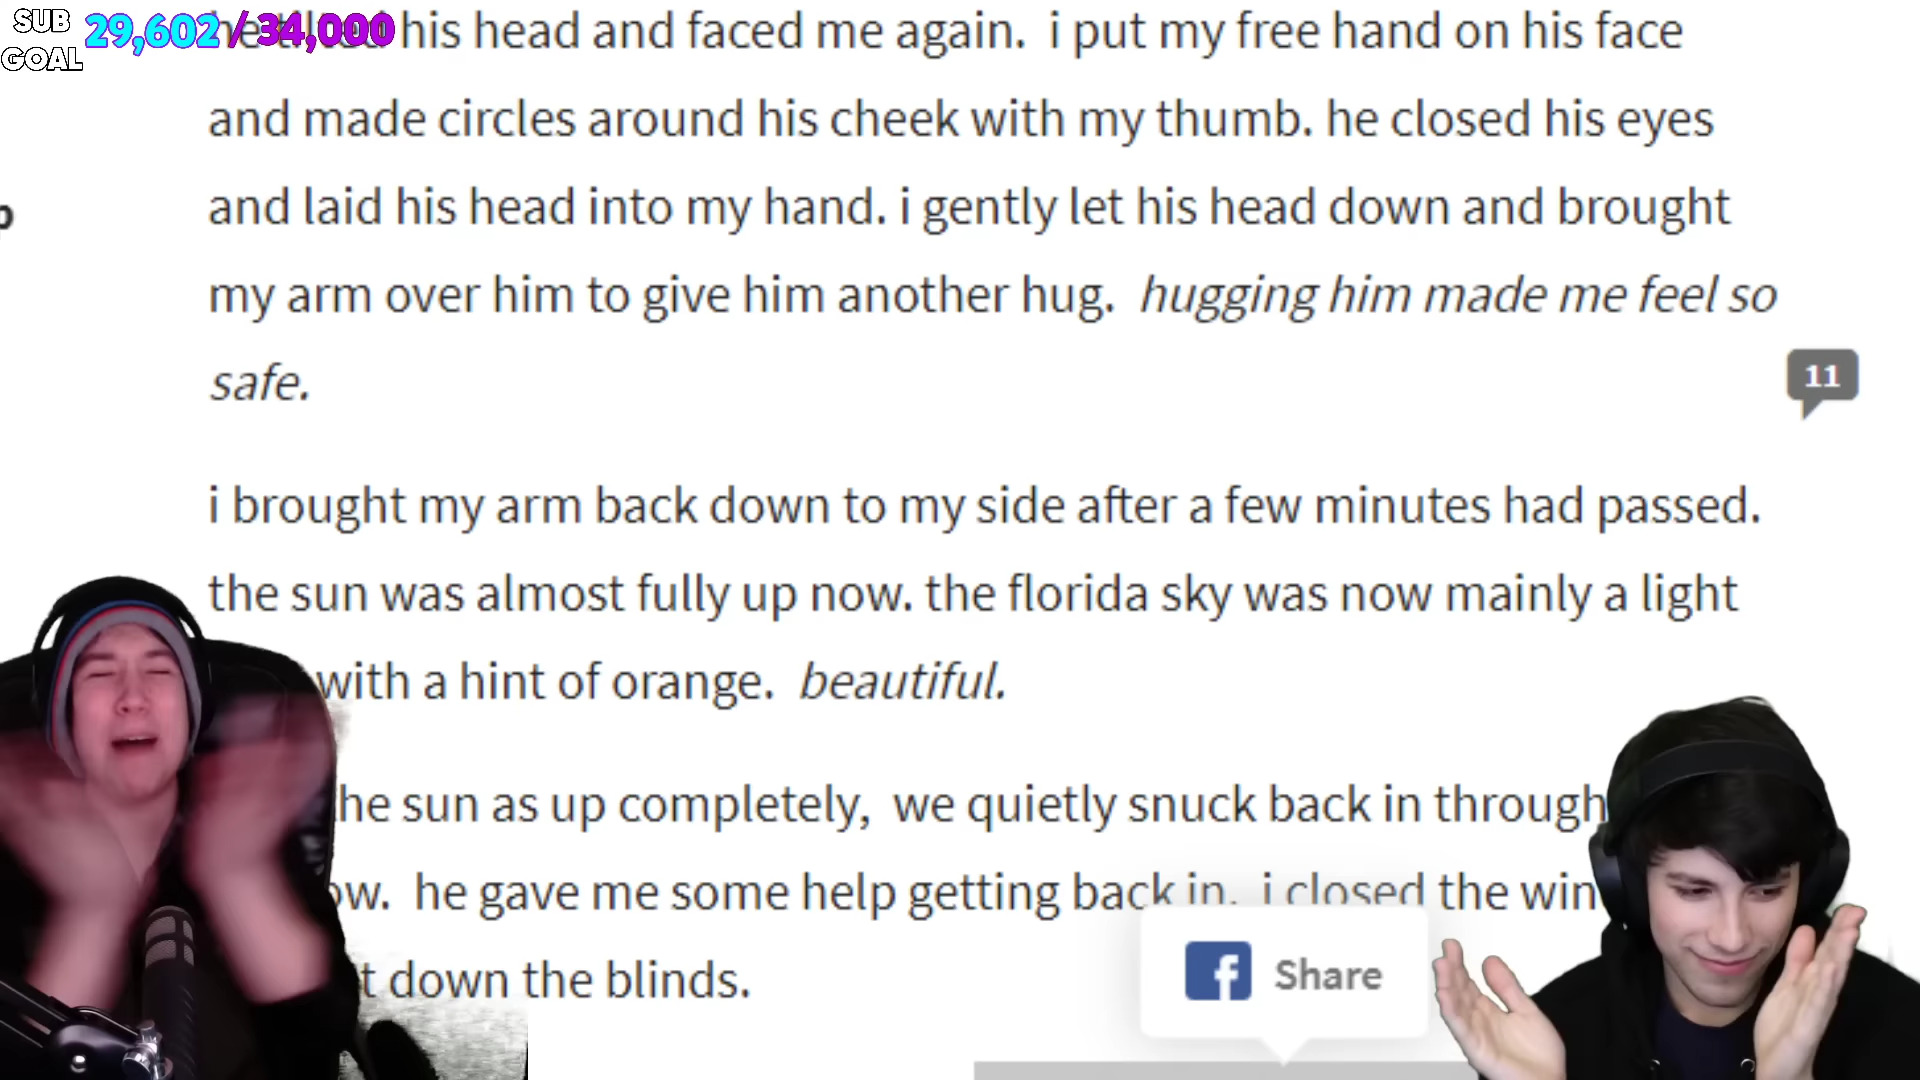 SUB
GOAL
29,602/34,000
his head and faced me again. i put my free hand on his face
and made circles around his cheek with my thumb. he closed his eyes
and laid his head into my hand. i gently let his head down and brought
my arm over him to give him another hug. hugging him made me feel so
safe.
11
i brought my arm back down to my side after a few minutes had passed.
the sun was almost fully up now. the florida sky was now mainly a light
with a hint of orange. beautiful.
the sun as up completely, we quietly snuck back in through
he gave me some help getting back in. i closed the win
down the blinds.
Share